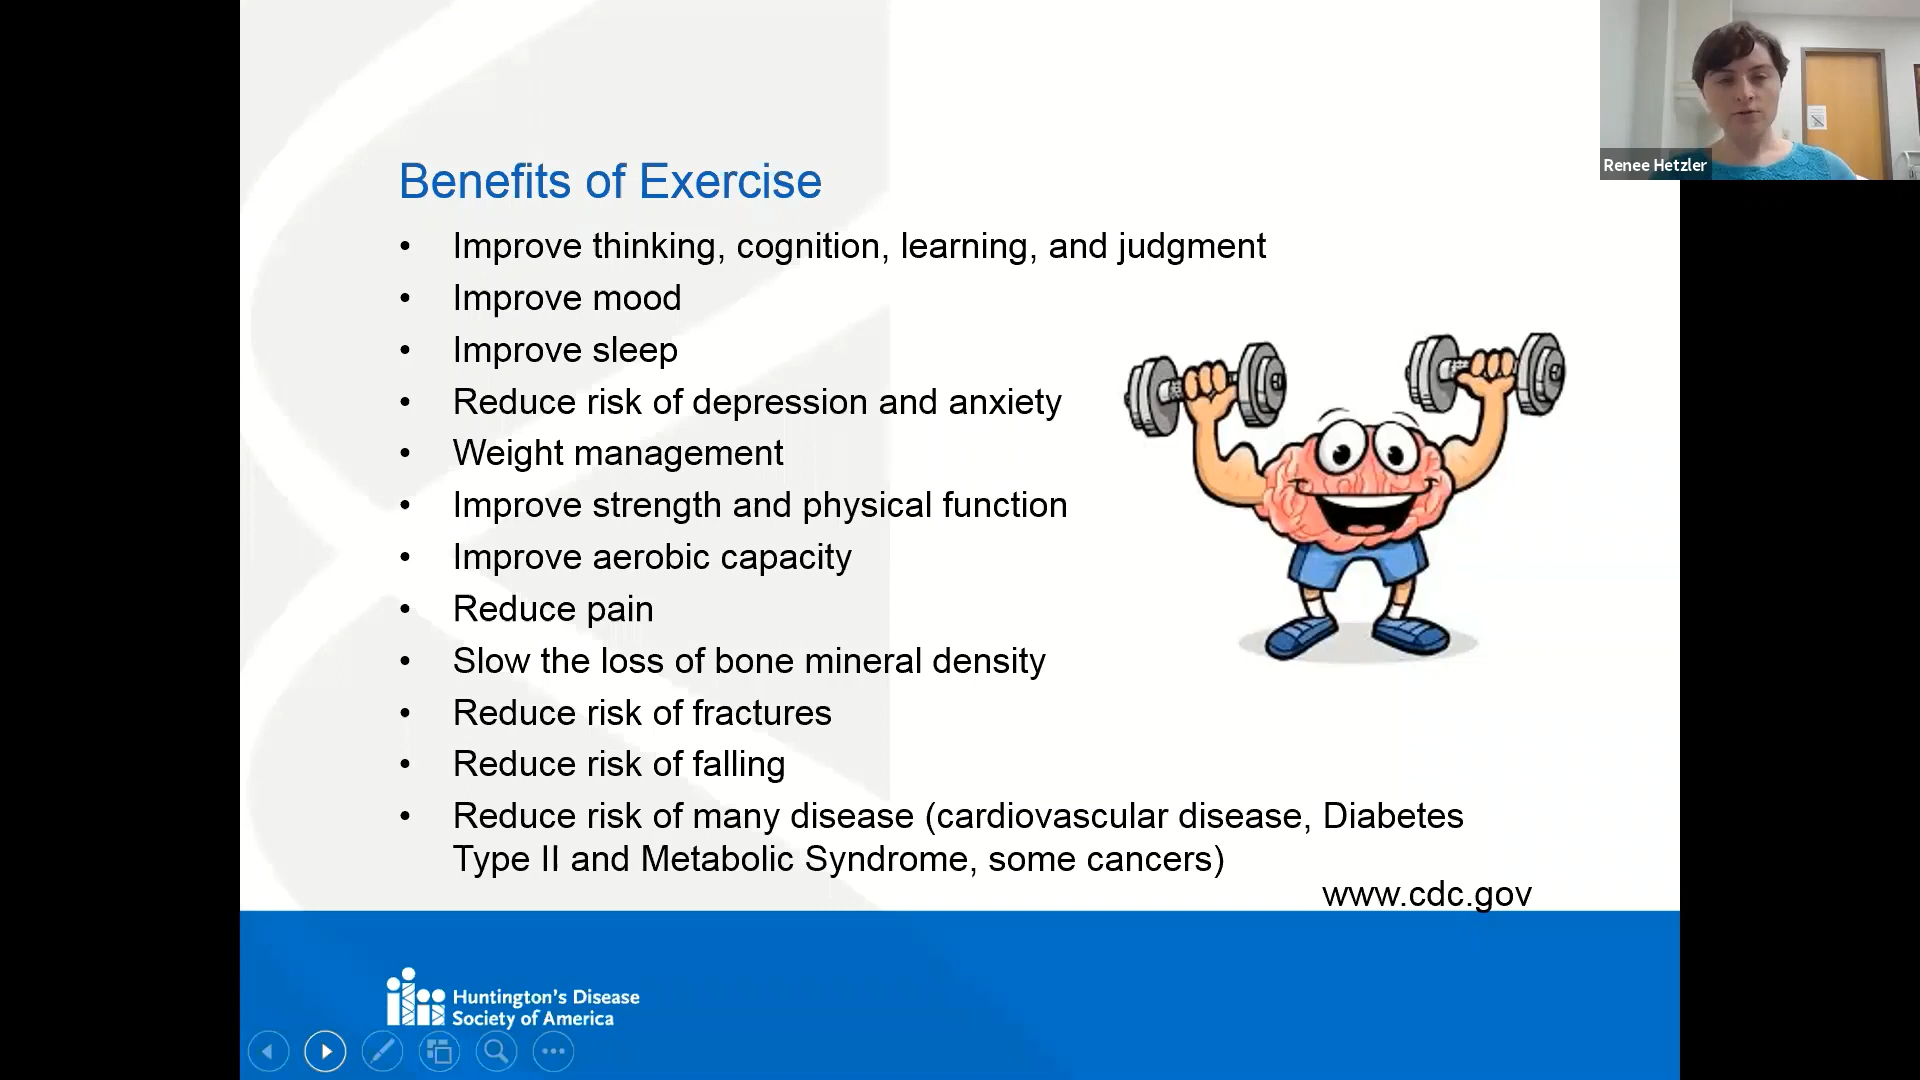 Renee Hetzler
Benefits of Exercise
• Improve thinking, cognition, learning, and judgment
• Improve mood
• Improve sleep
• Reduce risk of depression and anxiety
• Weight management
• Improve strength and physical function
• Improve aerobic capacity
• Reduce pain
• Slow the loss of bone mineral density
• Reduce risk of fractures
• Reduce risk of falling
• Reduce risk of many disease (cardiovascular disease, Diabetes
Type II and Metabolic Syndrome, some cancers)
www.cdc.gov
Huntington's Disease
Society of America